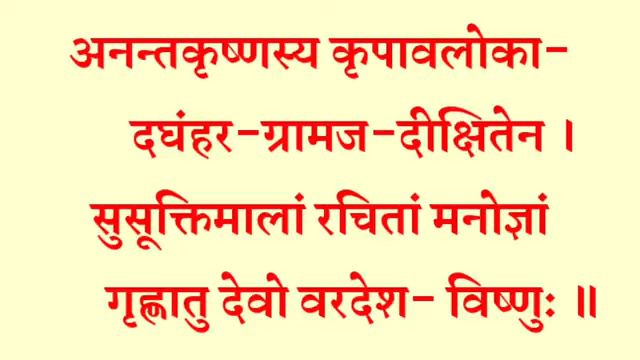 अनन्तकृष्णस्य कृपावलोका-
दघंहर-ग्रामज-दीक्षितेन ।
सुसूक्तिमालां रचितां मनोज्ञां
गृह्णातु देवो वरदेश- विष्णुः ॥